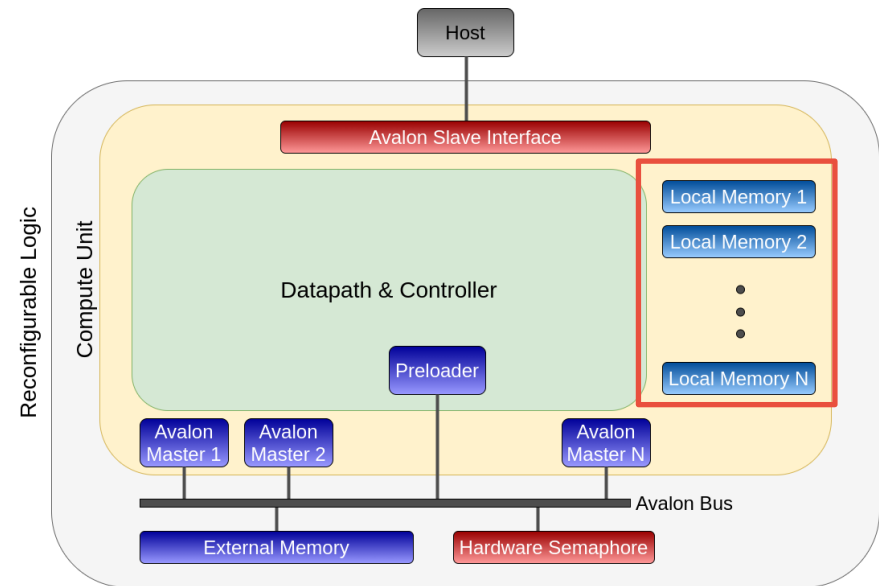 Host
Avalon Slave Interface
Reconfigurable Logic
Compute Unit
Local Memory 1
Local Memory 2
Datapath & Controller
Preloader
Local Memory N
Avalon
Master 1
Avalon
Master 2
Avalon
Master N
Avalon Bus
External Memory
Hardware Semaphore